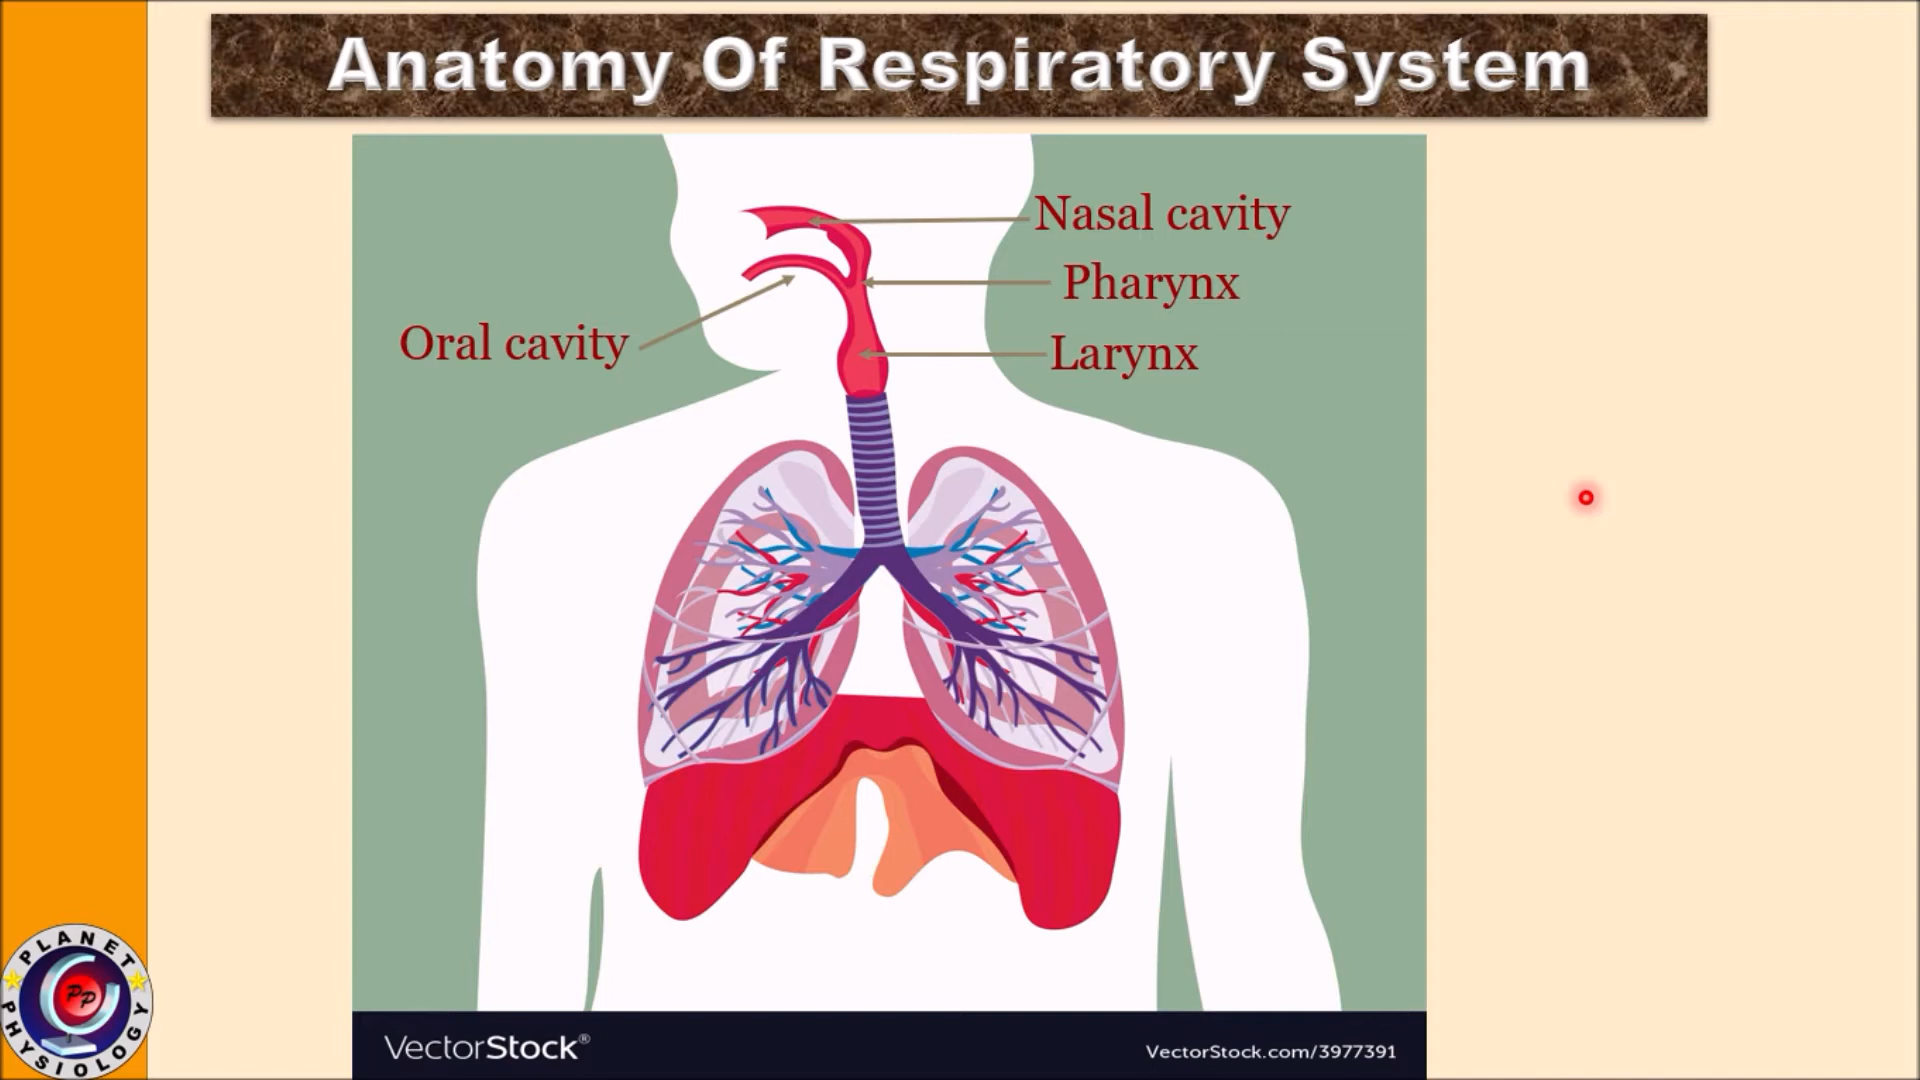 Anatomy Of Respiratory System
Nasal cavity
Pharynx
Oral cavity
Larynx
PLANET
PP
PHYSIOLOGY
VectorStock®
VectorStock.com/3977391